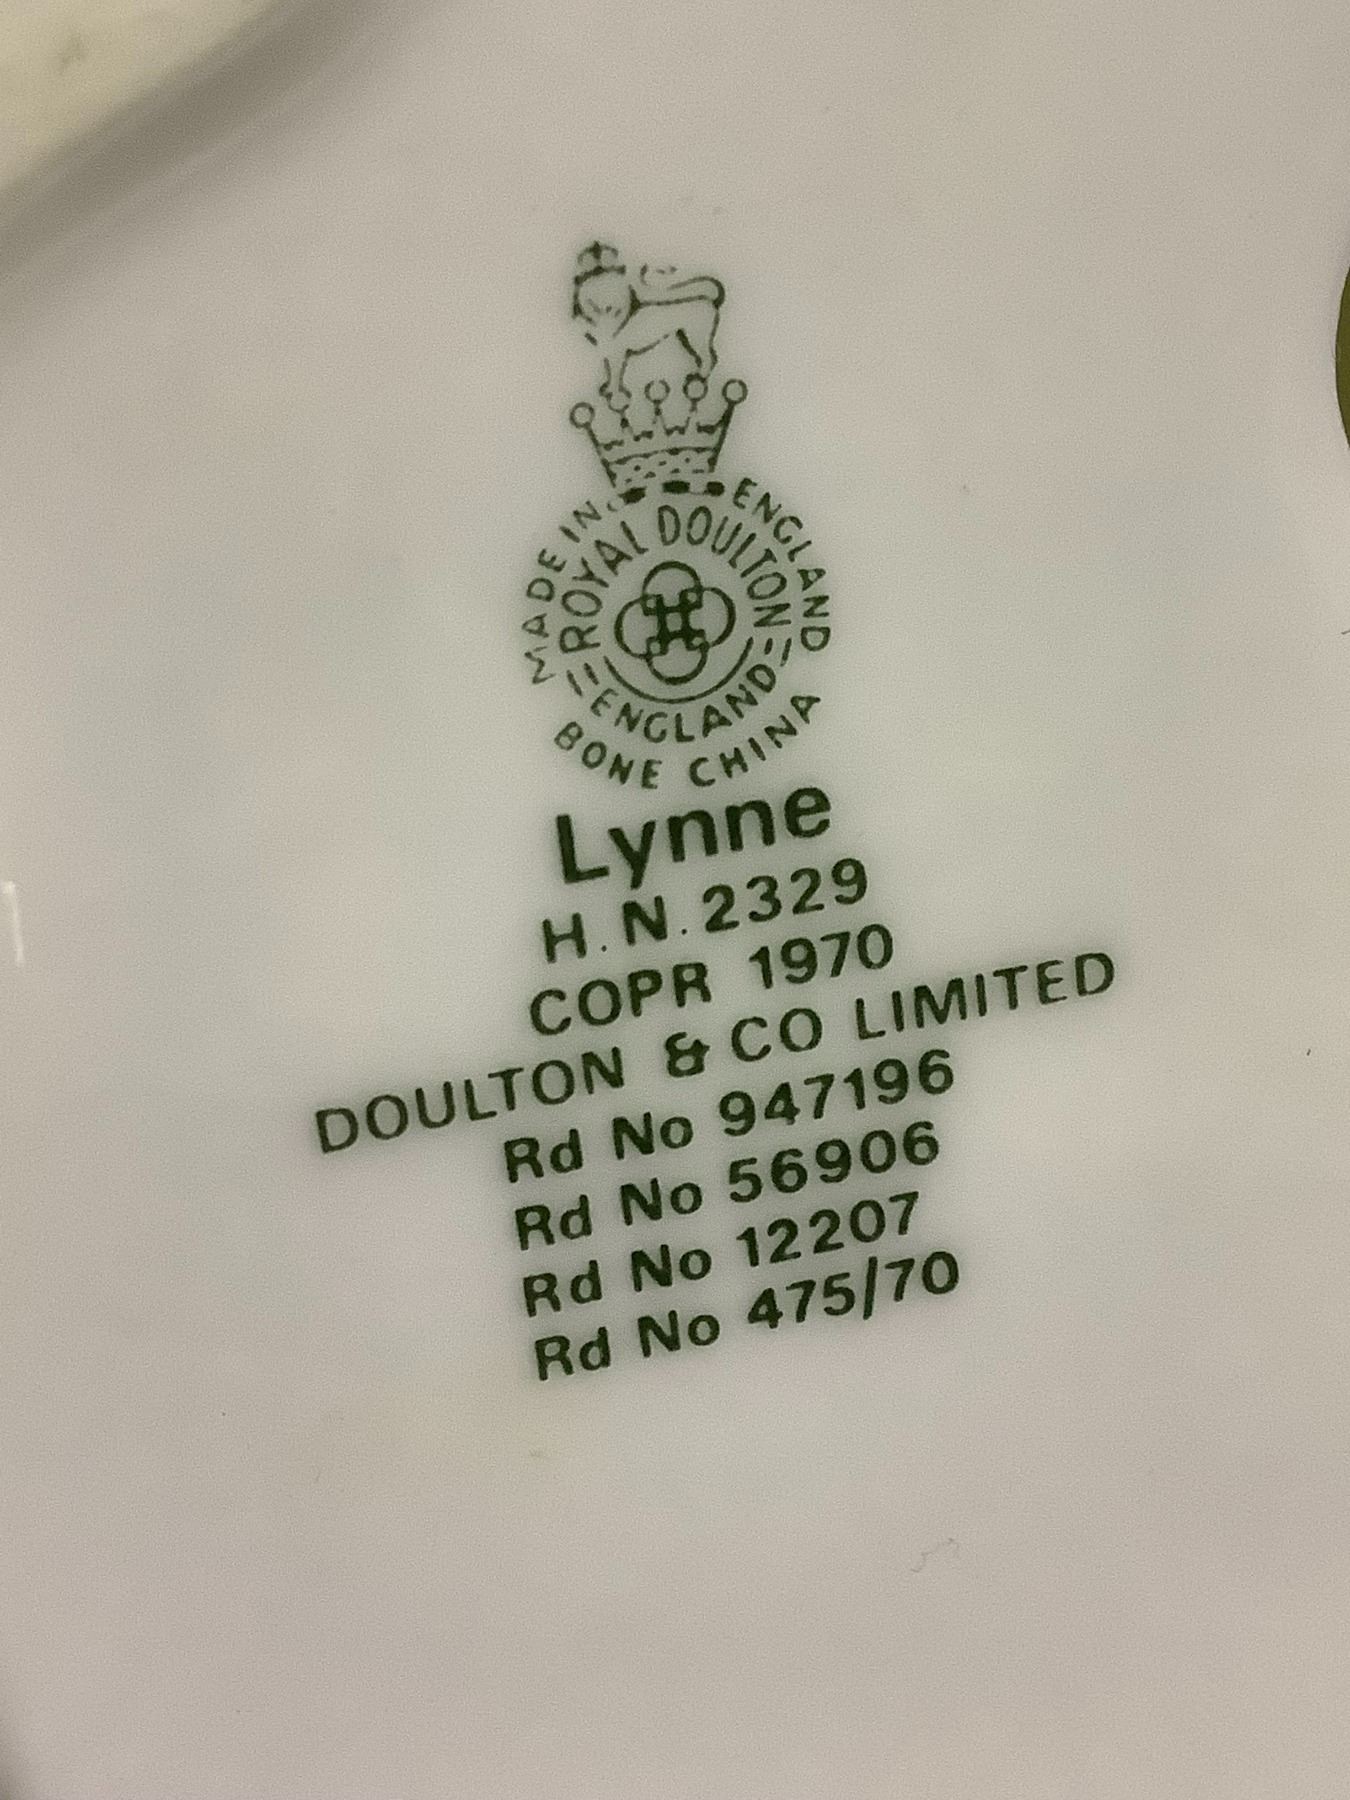 MADE IN ENGLAND
ROYAL DOULTON
ENGLAND
BONE CHINA
Lynne
H.N.2329
COPR 1970
DOULTON & CO LIMITED
Rd No 947196
Rd No 56906
Rd No 12207
Rd No 475/70